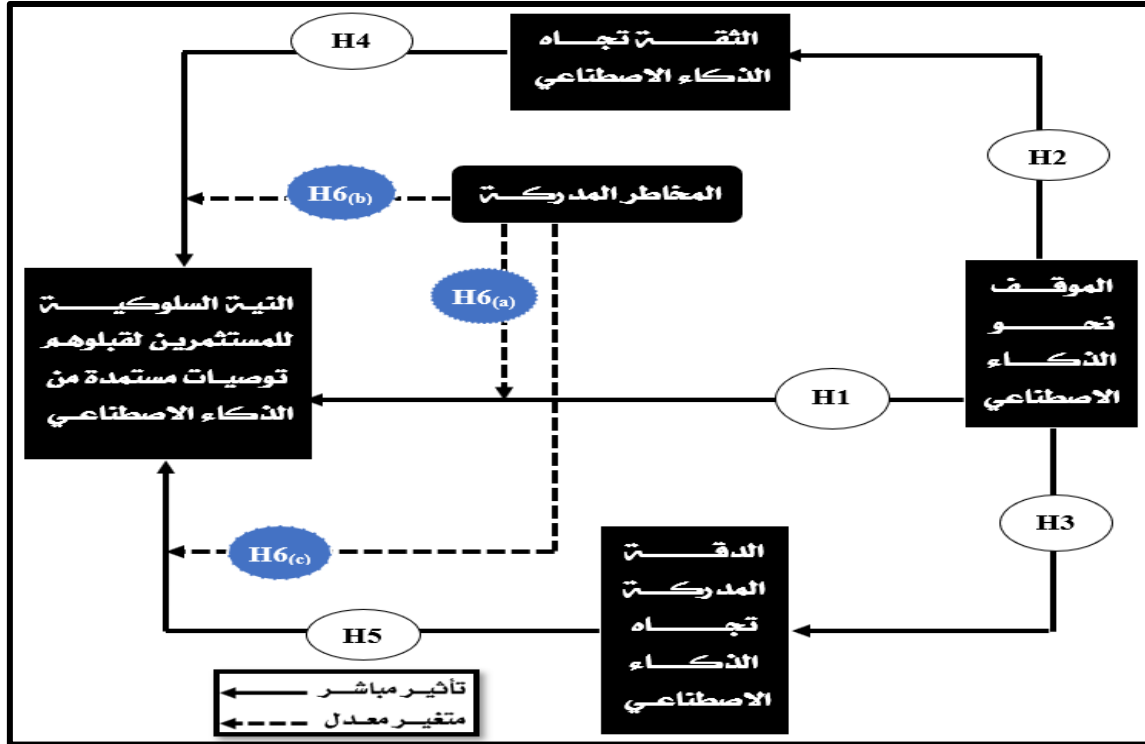 الثقة تجاه
الذكاء الاصطناعي
H4
H2
المخاطر المدركة
H6(b)
H6(a)
الموقف
نحو
الذكاء
الاصطناعي
النية السلوكية
للمستثمرين لقبلوهم
توصيات مستمدة من
الذكاء الاصطناعي
H1
H3
الدقة
المدركة
تجاه
الذكاء
الاصطناعي
H6(c)
H5
تأثير مباشر
متغير معدل